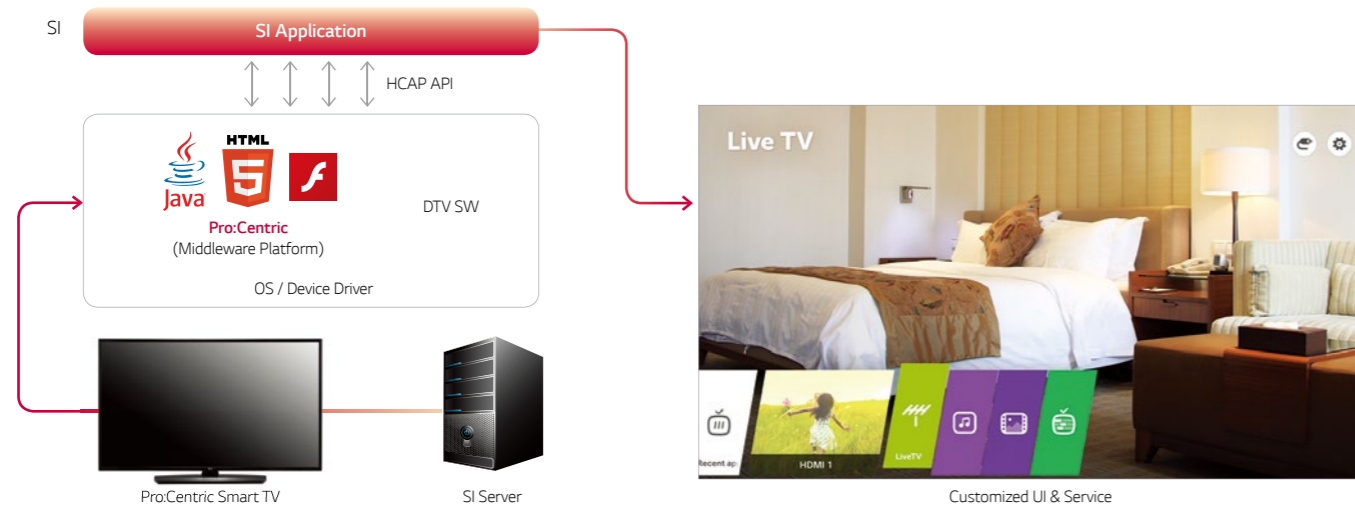 SI
SI Application
HCAP API
HTML
5
Java
Pro:Centric
(Middleware Platform)
DTV SW
OS / Device Driver
Pro:Centric Smart TV
SI Server
Live TV
Recent ap
HDMI 1
LiveTV
Customized UI & Service